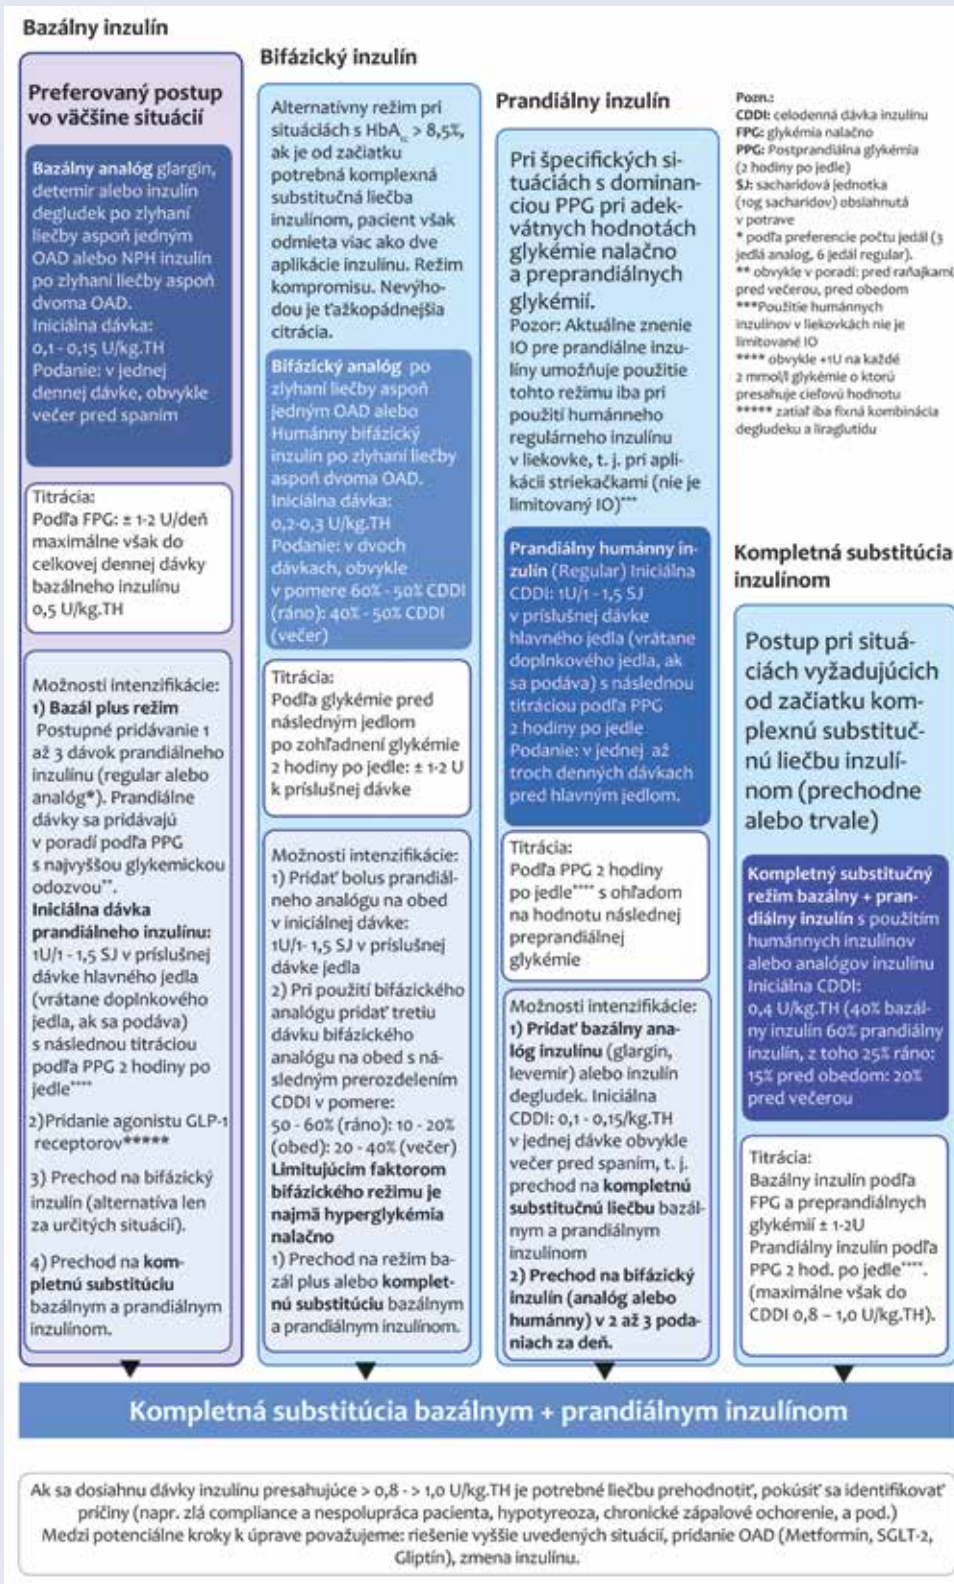 Bazálny inzulín
Preferovaný postup
vo väčšine situácií
Bazálny analóg glargin,
detemir alebo inzulín
degludek po zlyhaní
liečby aspoň jedným
OAD alebo NPH inzulín
po zlyhaní liečby aspoň
dvoma OAD.
Iniciálna dávka:
0,1 - 0,15 U/kg.TH
Podanie: v jednej
dennej dávke, obvykle
večer pred spaním
Titrácia:
Podľa FPG: ± 1-2 U/deň
maximálne však do
celkovej dennej dávky
bazálneho inzulínu
0,5 U/kg.TH
Možnosti intenzifikácie:
1) Bazál plus režim
Postupné pridávanie 1
až 3 dávok prandiálneho
inzulínu (regular alebo
analóg*). Prandiálne
dávky sa pridávajú
v poradí podľa PPG
s najvyššou glykemickou
odozvou**.
Iniciálna dávka
prandiálneho inzulínu:
1U/1 - 1,5 SJ v príslušnej
dávke hlavného jedla
(vrátane doplnkového
jedla, ak sa podáva)
s následnou titráciou
podľa PPG 2 hodiny po
jedle****
2)Pridanie agonistu GLP-1
receptorov*****
3) Prechod na bifázický
inzulín (alternatíva len
za určitých situácií).
4) Prechod na kom-
pletnú substitúciu
bazálnym a prandiálnym
inzulínom.
Bifázický inzulín
Alternatívny režim pri
situáciách s HbA1c > 8,5%,
ak je od začiatku
potrebná komplexná
substitučná liečba
inzulínom, pacient však
odmieta viac ako dve
aplikácie inzulínu. Režim
kompromisu. Nevýho-
dou je ťažkopádnejšia
citrácia.
Bifázický analóg po
zlyhaní liečby aspoň
jedným OAD alebo
Humánny bifázický
inzulín po zlyhaní liečby
aspoň dvoma OAD.
Iniciálna dávka:
0,2-0,3 U/kg.TH
Podanie: v dvoch
dávkach, obvykle
v pomere 60% - 50% CDDI
(ráno): 40% - 50% CDDI
(večer)
Titrácia:
Podľa glykémie pred
následným jedlom
po zohľadnení glykémie
2 hodiny po jedle: ± 1-2 U
k príslušnej dávke
Možnosti intenzifikácie:
1) Pridať bolus prandiál-
neho analógu na obed
v iniciálnej dávke:
1U/1- 1,5 SJ v príslušnej
dávke jedla
2) Pri použití bifázického
analógu pridať tretiu
dávku bifázického
analógu na obed s ná-
sledným prerozdelením
CDDI v pomere:
50 - 60% (ráno): 10 - 20%
(obed): 20 - 40% (večer)
Limitujúcim faktorom
bifázického režimu je
najmä hyperglykémia
nalačno
1) Prechod na režim ba-
zál plus alebo komplet-
nú substitúciu bazálnym
a prandiálnym inzulínom.
Prandiálny inzulín
Pri špecifických si-
tuáciách s dominan-
ciou PPG pri adek-
vátnych hodnotách
glykémie nalačno
a preprandiálnych
glykémií.
Pozor: Aktuálne znenie
IO pre prandiálne inzu-
líny umožňuje použitie
tohto režimu iba pri
použití humánneho
regulárneho inzulínu
v liekovke, t. j. pri apli-
kácii striekačkami (nie je
limitovaný IO)***
Prandiálny humánny in-
zulín (Regular) Iniciálna
CDDI: 1U/1 - 1,5 SJ
v príslušnej dávke
hlavného jedla (vrátane
doplnkového jedla, ak
sa podáva) s následnou
titráciou podľa PPG
2 hodiny po jedle
Podanie: v jednej až
troch denných dávkach
pred hlavným jedlom.
Titrácia:
Podľa PPG 2 hodiny
po jedle**** s ohľadom
na hodnotu následnej
preprandiálnej
glykémie
Možnosti intenzifikácie:
1) Pridať bazálny ana-
lóg inzulínu (glargin,
levemir) alebo inzulín
degludek. Iniciálna
CDDI: 0,1 - 0,15/kg.TH
v jednej dávke obvykle
večer pred spaním, t. j.
prechod na kompletnú
substitučnú liečbu bazál-
nym a prandiálnym
inzulínom
2) Prechod na bifázický
inzulín (analóg alebo
humánny) v 2 až 3 poda-
niach za deň.
Pozn.:
CDDI: celodenná dávka inzulínu
FPG: glykémia nalačno
PPG: Postprandiálna glykémia
(2 hodiny po jedle)
SJ: sacharidová jednotka
(10g sacharidov) obsiahnutá
v potrave
* podľa preferencie počtu jedál (3
jedlá analog, 6 jedál regular).
** obvykle v poradí: pred raňajkami,
pred večerou, pred obedom
***Použitie humánnych
inzulínov v liekovkách nie je
limitované IO
**** obvykle +1U na každé
2 mmol/l glykémie o ktorú
presahuje cieľovú hodnotu
***** zatiaľ iba fixná kombinácia
degludeku a liraglutidu
Kompletná substitúcia
inzulínom
Postup pri situá-
ciách vyžadujúcich
od začiatku kom-
plexnú substituč-
nú liečbu inzulí-
nom (prechodne
alebo trvale)
Kompletný substitučný
režim bazálny + pran-
diálny inzulín s použitím
humánnych inzulínov
alebo analógov inzulínu
Iniciálna CDDI:
0,4 U/kg.TH (40% bazál-
ny inzulín 60% prandiálny
inzulín, z toho 25% ráno:
15% pred obedom: 20%
pred večerou
Titrácia:
Bazálny inzulín podľa
FPG a preprandiálnych
glykémií ± 1-2U
Prandiálny inzulín podľa
PPG 2 hod. po jedle****.
(maximálne však do
CDDI 0,8 – 1,0 U/kg.TH).
Kompletná substitúcia bazálnym + prandiálnym inzulínom
Ak sa dosiahnu dávky inzulínu presahujúce > 0,8 - > 1,0 U/kg.TH je potrebné liečbu prehodnotiť, pokúsiť sa identifikovať
príčiny (napr. zlá compliance a nespolupráca pacienta, hypotyreoza, chronické zápalové ochorenie, a pod.)
Medzi potenciálne kroky k úprave považujeme: riešenie vyššie uvedených situácií, pridanie OAD (Metformín, SGLT-2,
Gliptín), zmena inzulínu.